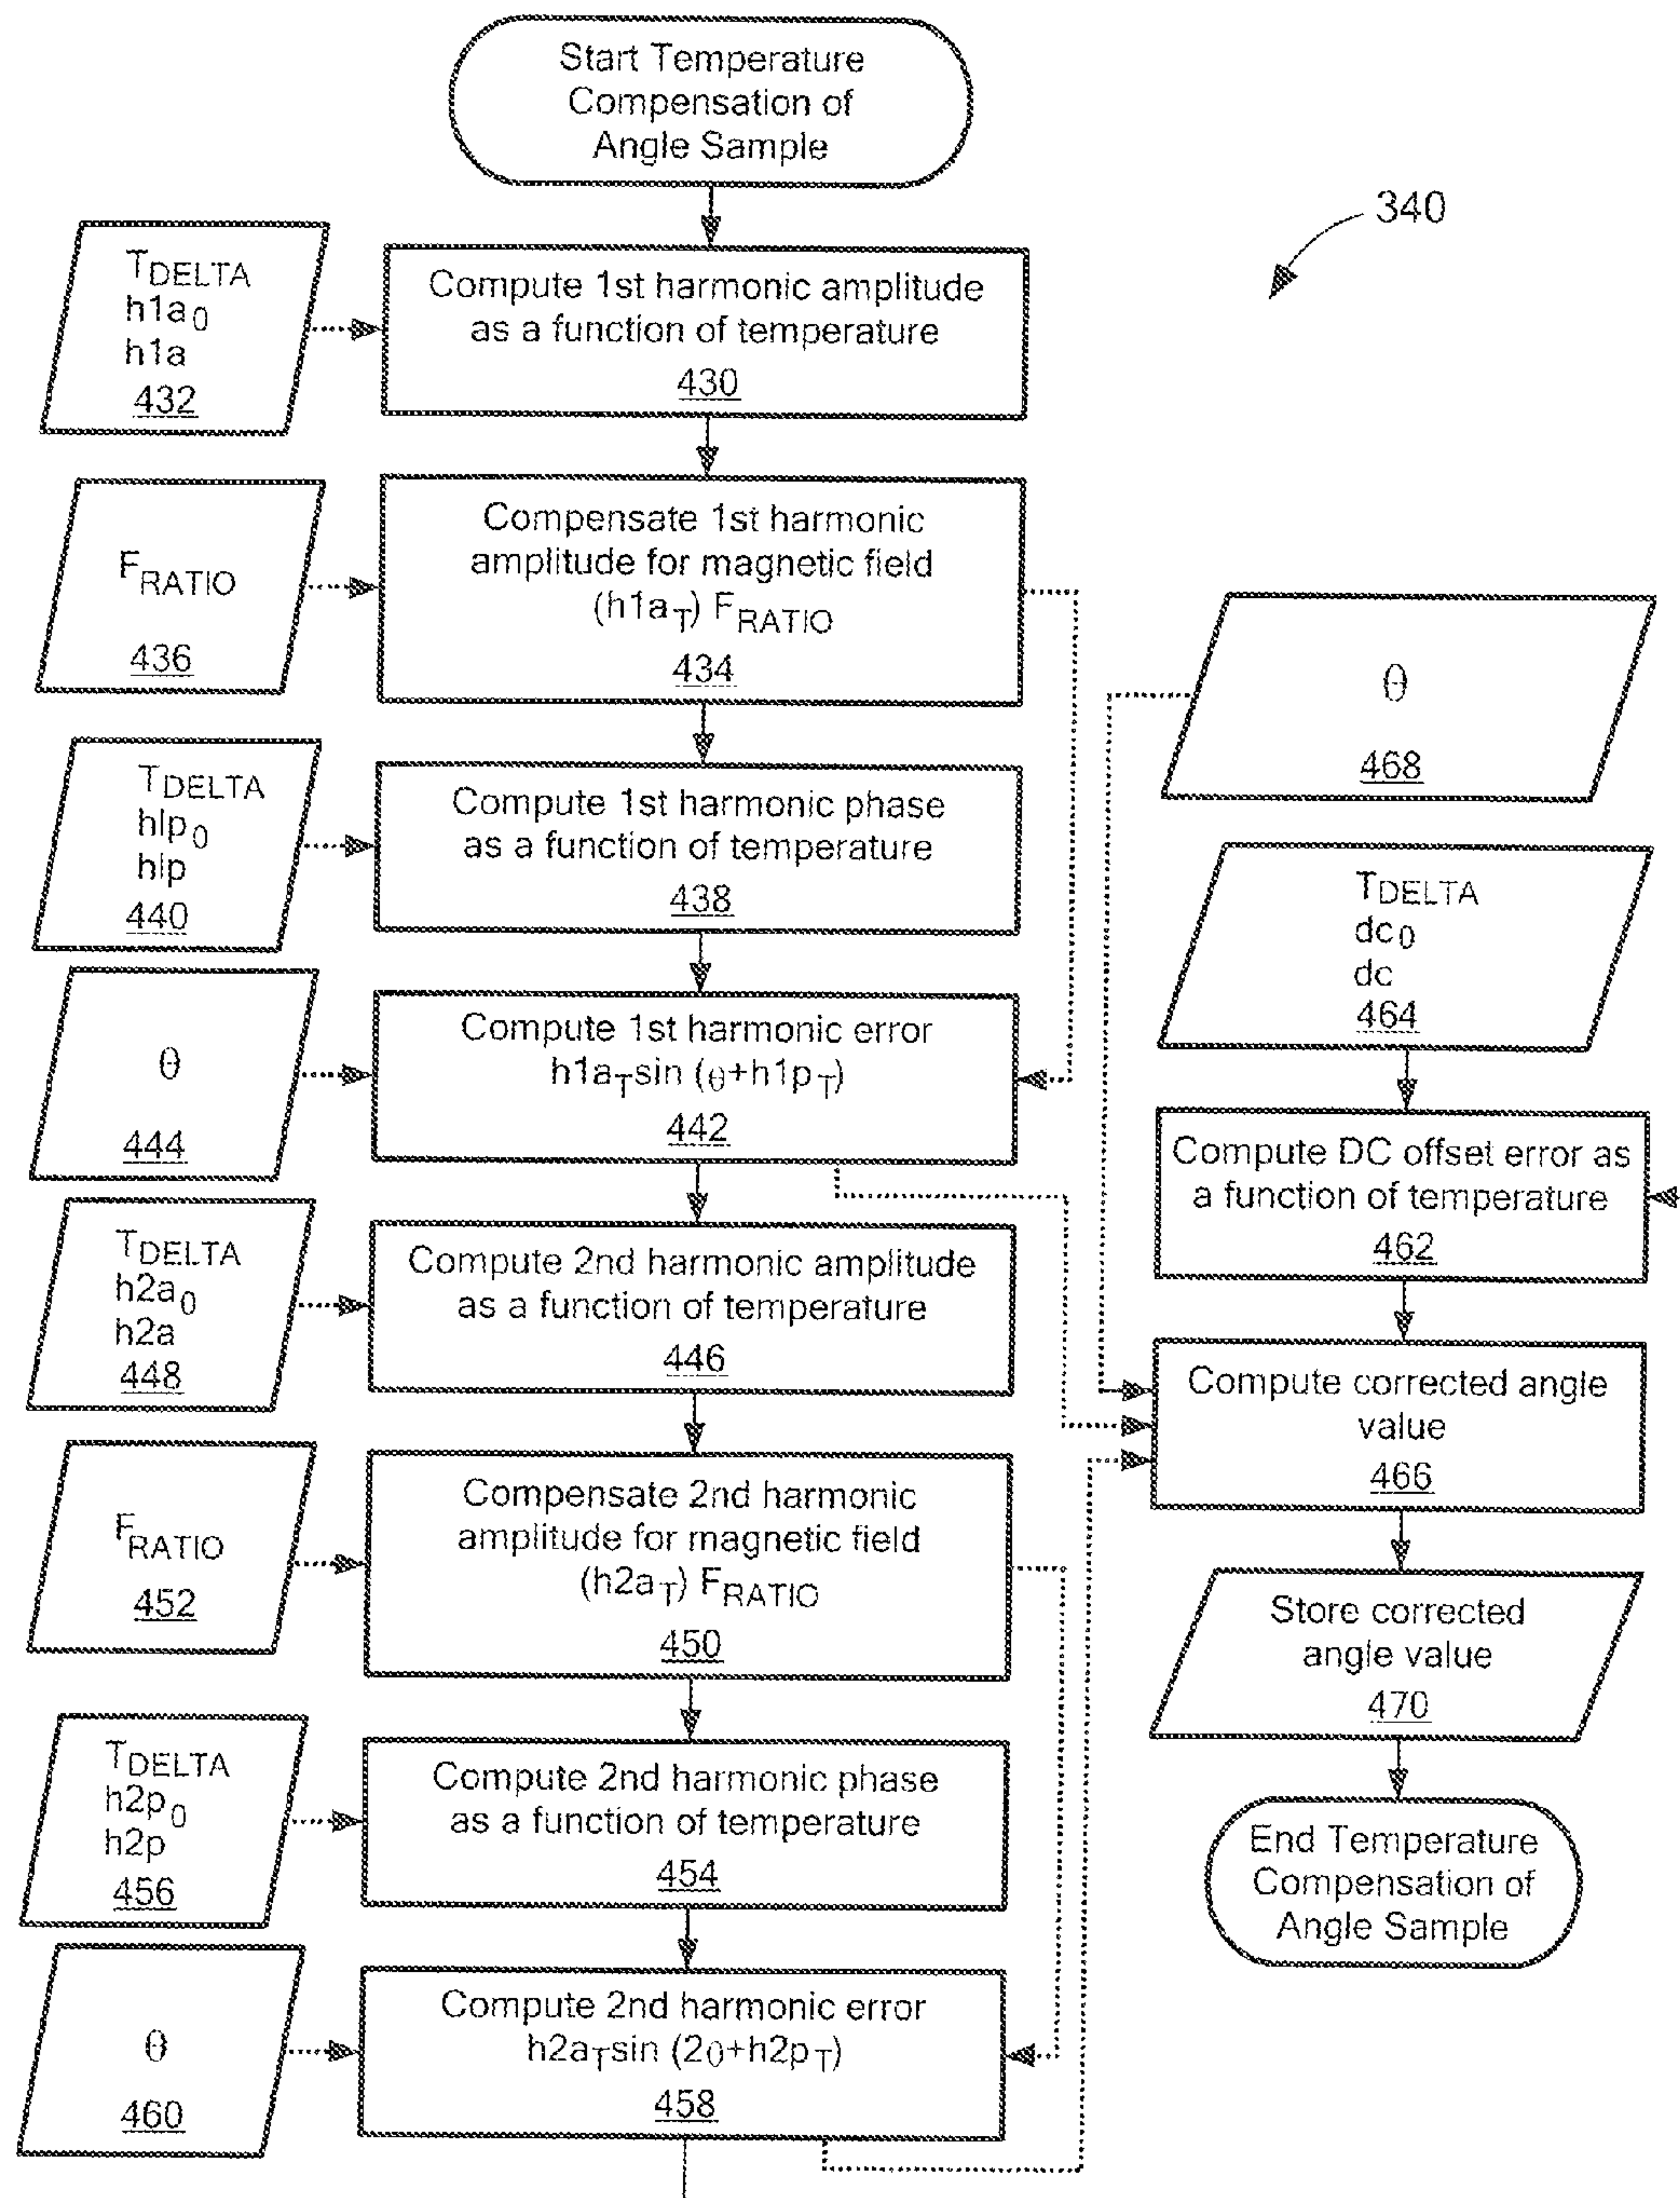 Start Temperature
Compensation of
Angle Sample
340
TDELTA
h1a0
h1a
432
Compute 1st harmonic amplitude
as a function of temperature
430
FRATIO
436
Compensate 1st harmonic
amplitude for magnetic field
(h1aT) FRATIO
434
TDELTA
hlp0
hlp
440
Compute 1st harmonic phase
as a function of temperature
438
θ
444
Compute 1st harmonic error
h1aTsin (θ+h1pT)
442
TDELTA
h2a0
h2a
448
Compute 2nd harmonic amplitude
as a function of temperature
446
FRATIO
452
Compensate 2nd harmonic
amplitude for magnetic field
(h2aT) FRATIO
450
TDELTA
h2p0
h2p
456
Compute 2nd harmonic phase
as a function of temperature
454
θ
460
Compute 2nd harmonic error
h2aTsin (2θ+h2pT)
458
θ
468
TDELTA
dc0
dc
464
Compute DC offset error as
a function of temperature
462
Compute corrected angle
value
466
Store corrected
angle value
470
End Temperature
Compensation of
Angle Sample